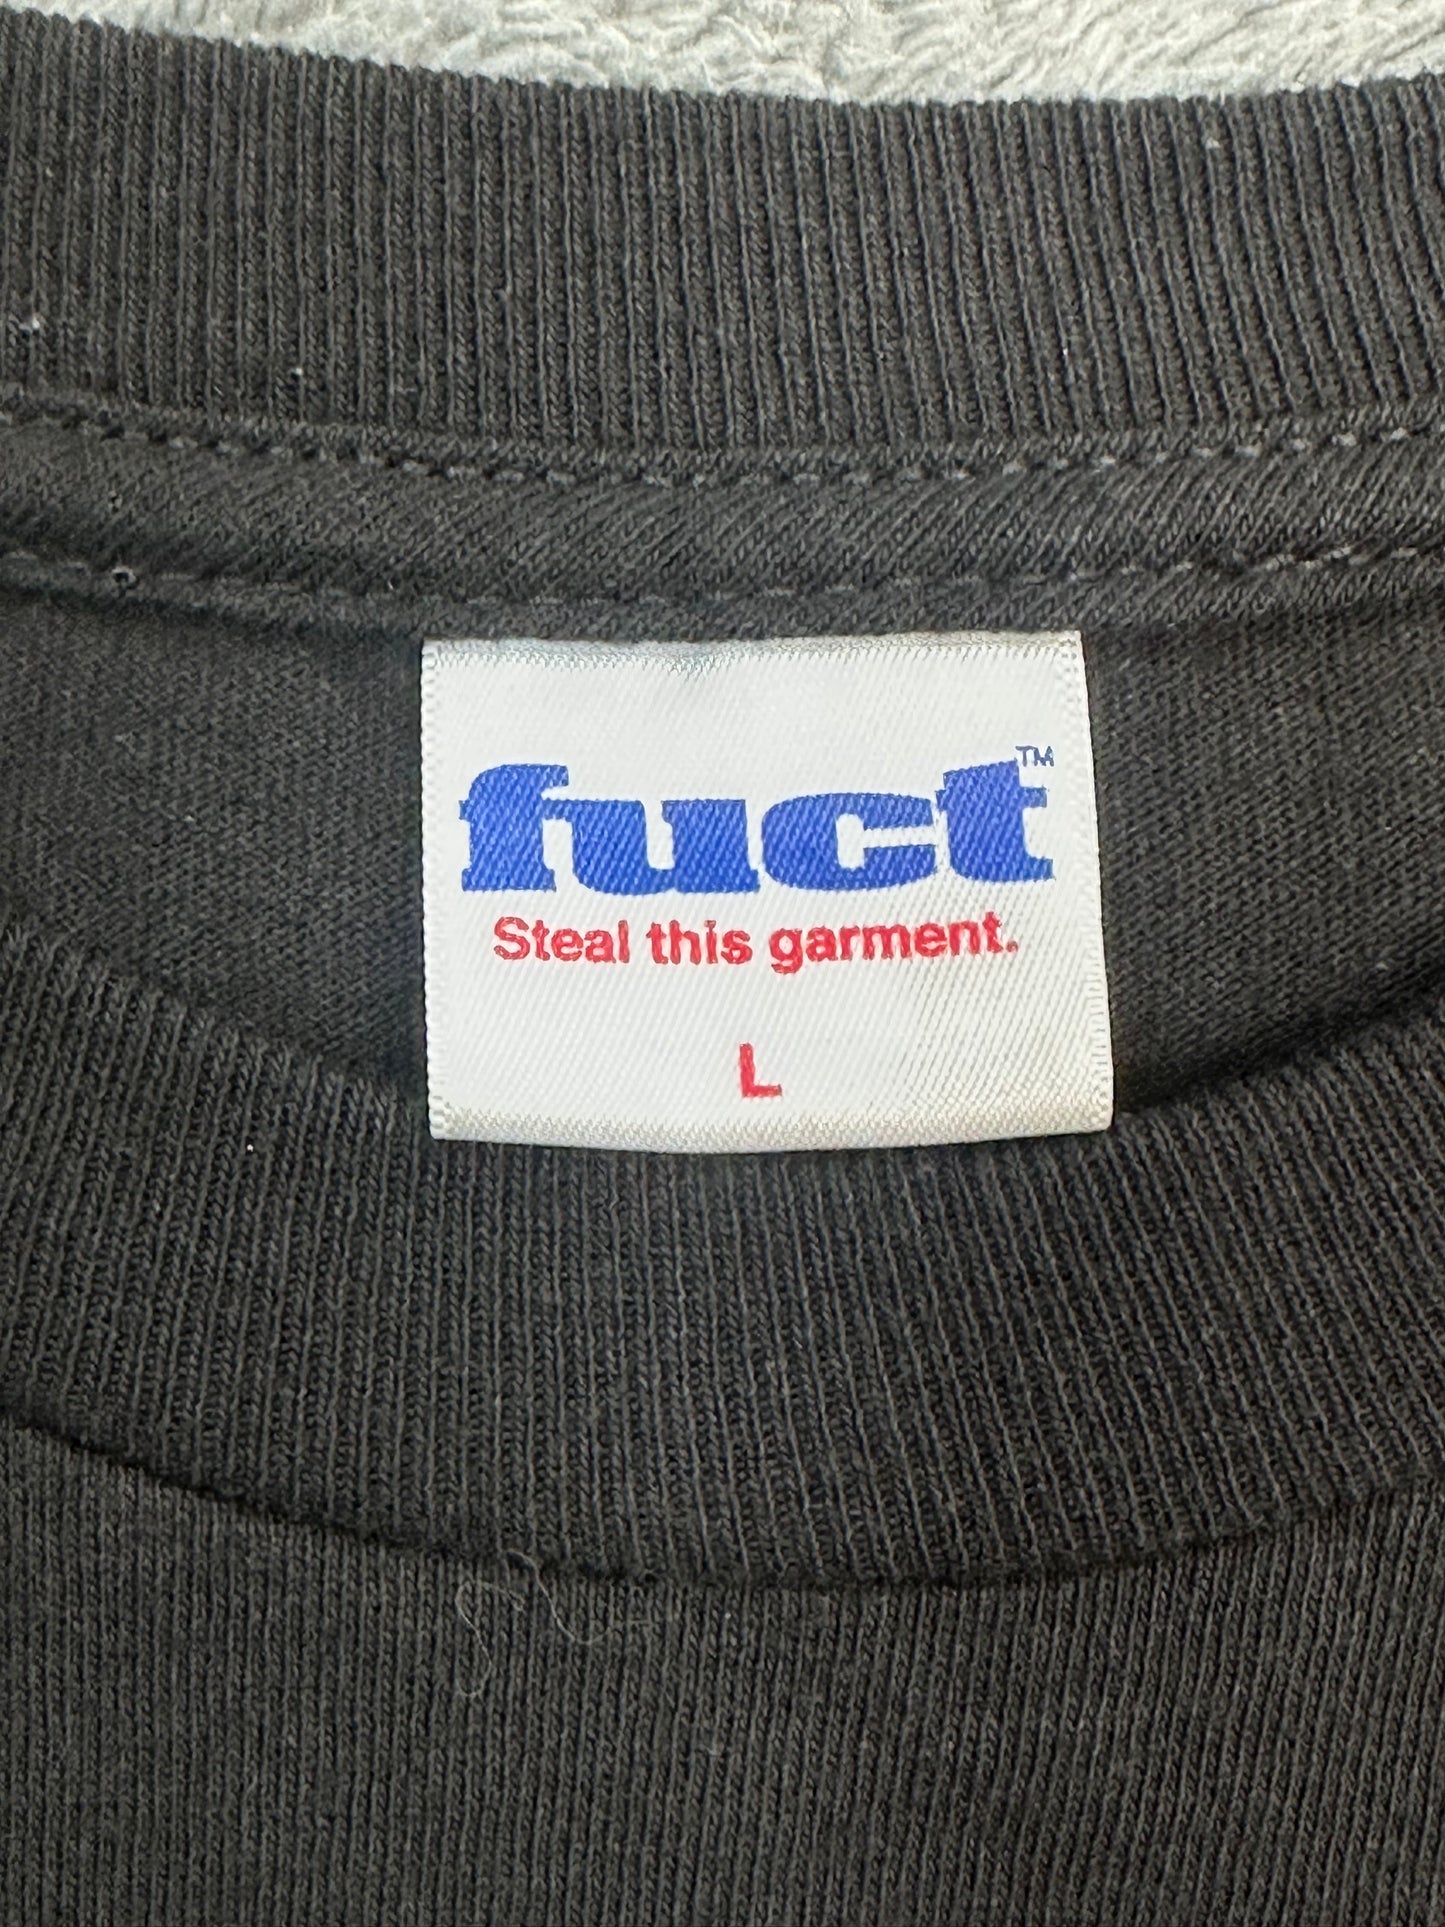 fuct™
Steal this garment.
L